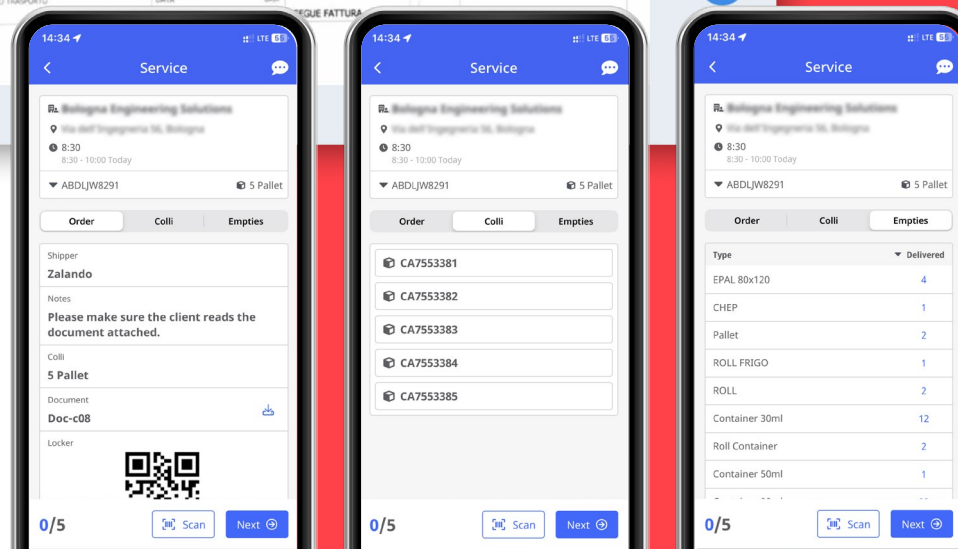 SEGUE FATTURA
14:34
LTE 55
Service
8:30
8:30 - 10:00 Today
ABDLJW8291
5 Pallet
Order
Colli
Empties
Shipper
Zalando
Notes
Please make sure the client reads the
document attached.
Colli
5 Pallet
Document
Doc-c08
Locker
0/5
Scan
Next
14:34
LTE 55
Service
8:30
8:30 - 10:00 Today
ABDLJW8291
5 Pallet
Order
Colli
Empties
CA7553381
CA7553382
CA7553383
CA7553384
CA7553385
0/5
Scan
Next
14:34
LTE 55
Service
8:30
8:30 - 10:00 Today
ABDLJW8291
5 Pallet
Order
Colli
Empties
Type Delivered
EPAL 80x120 4
CHEP 1
Pallet 2
ROLL FRIGO 1
ROLL 2
Container 30ml 12
Roll Container 2
Container 50ml 1
0/5
Scan
Next